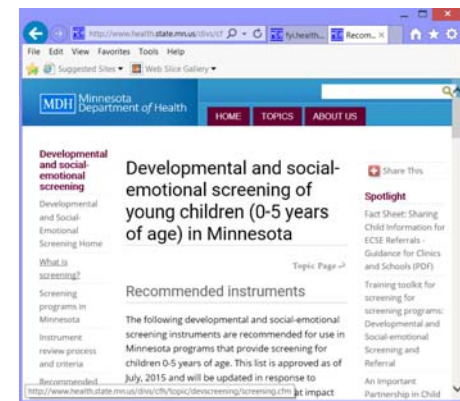 http://www.health.state.mn.us/divs/cf
fyi.health...
Recom...
File Edit View Favorites Tools Help
Suggested Sites
Web Slice Gallery
MDH Minnesota
Department of Health
HOME TOPICS ABOUT US
Developmental
and social-
emotional
screening
Developmental
and Social-
Emotional
Screening Home
What is
screening?
Screening
programs in
Minnesota
Instrument
review process
and criteria
Recommended
Developmental and social-
emotional screening of
young children (0-5 years
of age) in Minnesota
Topic Page
Recommended instruments
The following developmental and social-emotional
screening instruments are recommended for use in
Minnesota programs that provide screening for
children 0-5 years of age. This list is approved as of
July, 2015 and will be updated in response to
at impact
Share This
Spotlight
Fact Sheet: Sharing
Child Information for
ECSE Referrals -
Guidance for Clinics
and Schools (PDF)
Training toolkit for
screening for
screening programs:
Developmental and
Social-emotional
Screening and
Referral
An Important
Partnership in Child
http://www.health.state.mn.us/divs/cfh/topic/devscreening/screening.cfm